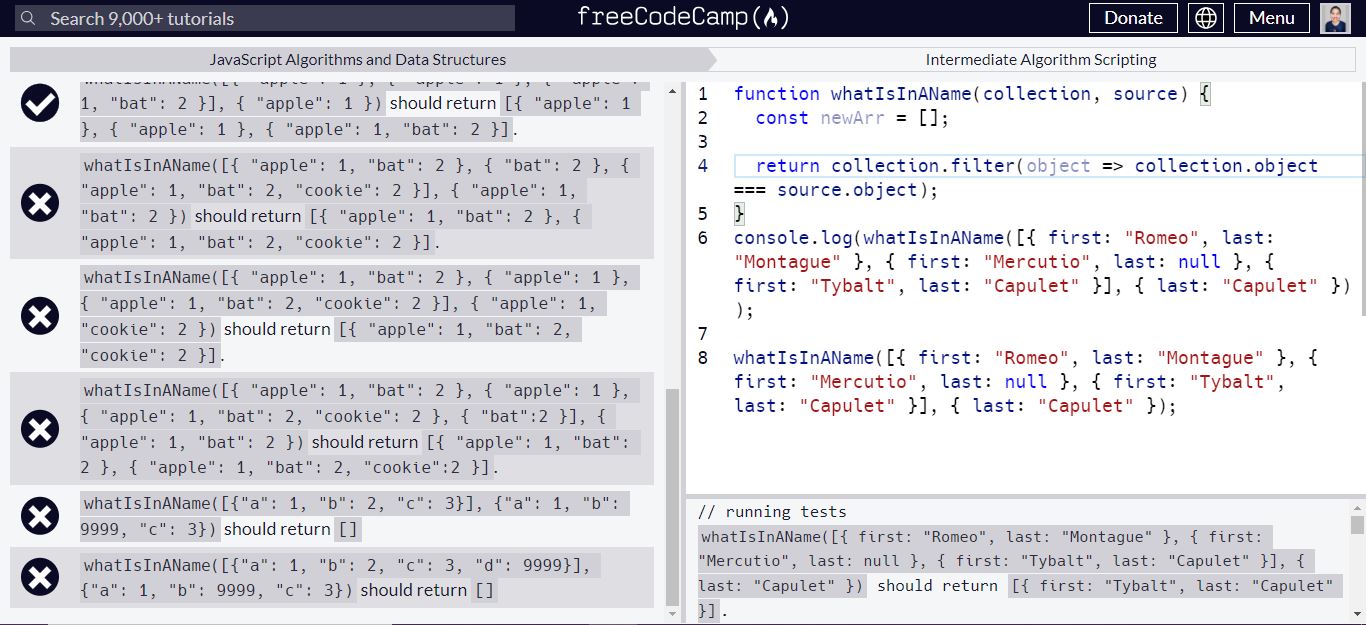 Search 9,000+ tutorials
freeCodeCamp
Donate
Menu
JavaScript Algorithms and Data Structures
Intermediate Algorithm Scripting
1, "bat": 2 }], { "apple": 1 }) should return [{ "apple": 1
}, { "apple": 1 }, { "apple": 1, "bat": 2 }].
whatIsInAName([{ "apple": 1, "bat": 2 }, { "bat": 2 }, {
"apple": 1, "bat": 2, "cookie": 2 }], { "apple": 1,
"bat": 2 }) should return [{ "apple": 1, "bat": 2 }, {
"apple": 1, "bat": 2, "cookie": 2 }].
whatIsInAName([{ "apple": 1, "bat": 2 }, { "apple": 1 },
{ "apple": 1, "bat": 2, "cookie": 2 }], { "apple": 1,
"cookie": 2 }) should return [{ "apple": 1, "bat": 2,
"cookie": 2 }].
whatIsInAName([{ "apple": 1, "bat": 2 }, { "apple": 1 },
{ "apple": 1, "bat": 2, "cookie": 2 }, { "bat":2 }], {
"apple": 1, "bat": 2 }) should return [{ "apple": 1, "bat":
2 }, { "apple": 1, "bat": 2, "cookie":2 }].
whatIsInAName([{"a": 1, "b": 2, "c": 3}], {"a": 1, "b":
9999, "c": 3}) should return []
whatIsInAName([{"a": 1, "b": 2, "c": 3, "d": 9999}],
{"a": 1, "b": 9999, "c": 3}) should return []
1 function whatIsInAName(collection, source) {
2 const newArr = [];
3
4 return collection.filter(object => collection.object
=== source.object);
5 }
6 console.log(whatIsInAName([{ first: "Romeo", last:
"Montague" }, { first: "Mercutio", last: null }, {
first: "Tybalt", last: "Capulet" }], { last: "Capulet" })
);
7
8 whatIsInAName([{ first: "Romeo", last: "Montague" }, {
first: "Mercutio", last: null }, { first: "Tybalt",
last: "Capulet" }], { last: "Capulet" });
// running tests
whatIsInAName([{ first: "Romeo", last: "Montague" }, { first:
"Mercutio", last: null }, { first: "Tybalt", last: "Capulet" }], {
last: "Capulet" }) should return [{ first: "Tybalt", last: "Capulet"
}].